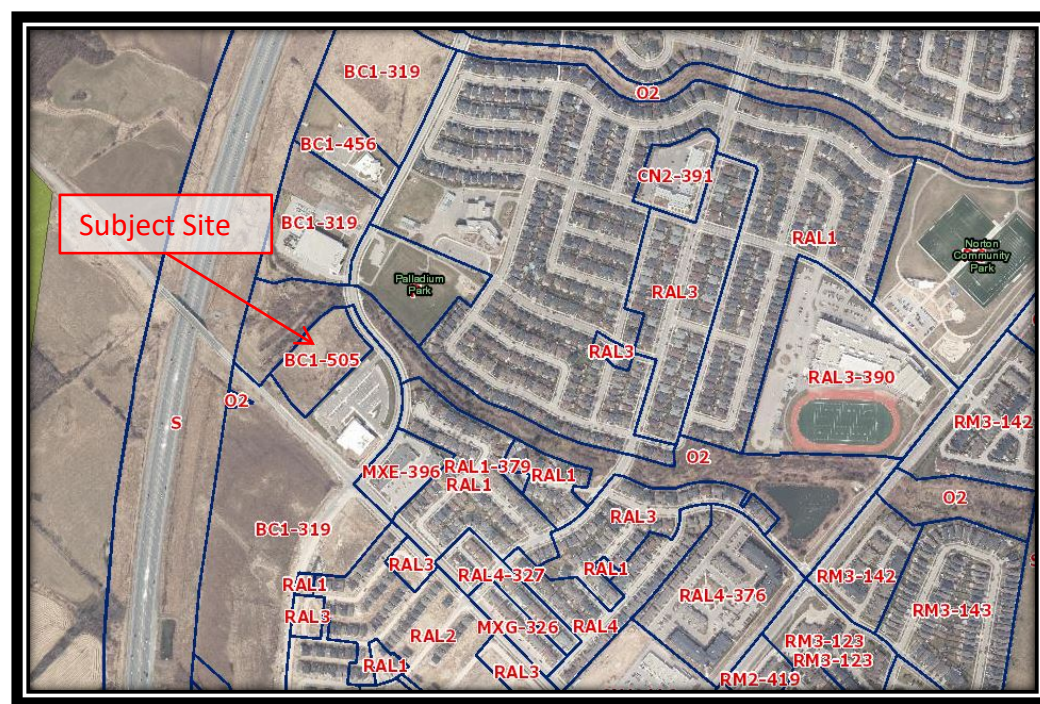 BC1-319
O2
BC1-456
CN2-391
Subject Site
BC1-319
RAL1
Norton
Community
Park
Palladium
Park
RAL3
RAL3
BC1-505
RAL3-390
O2
S
RM3-142
MXE-396
RAL1-379
RAL1
RAL1
O2
O2
BC1-319
RAL3
RAL3
RAL1
RAL4-327
RAL1
RM3-142
RAL4-376
RM3-143
RAL3
MXG-326
RAL4
RAL2
RM3-123
RM3-123
RAL1
RAL3
RM2-419